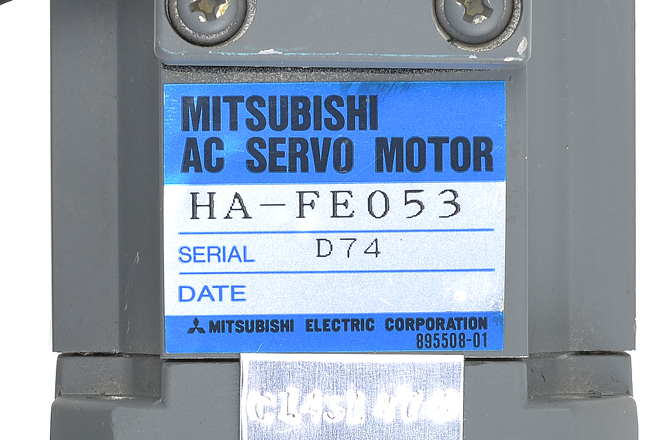 MITSUBISHI
AC SERVO MOTOR
HA-FE053
SERIAL D74
DATE
MITSUBISHI ELECTRIC CORPORATION
895508-01